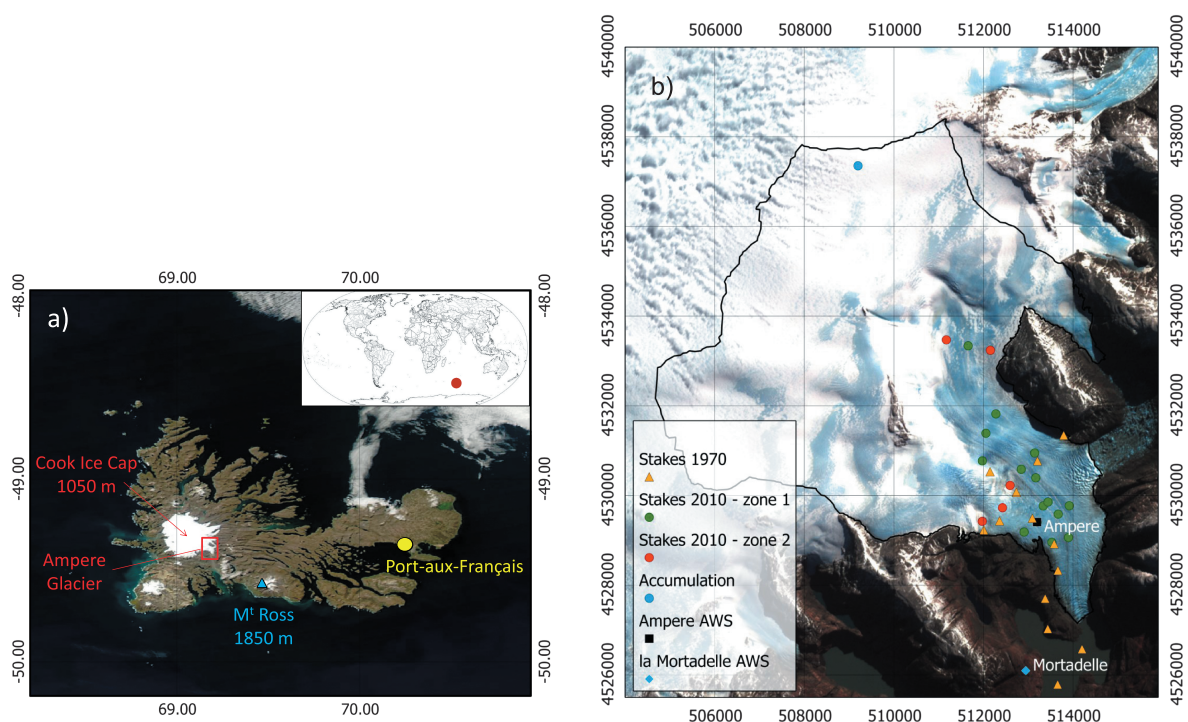 a)
69.00
70.00
-48.00
-48.00
-49.00
-49.00
-50.00
-50.00
Cook Ice Cap
1050 m
Ampere
Glacier
Port-aux-Français
Mt Ross
1850 m
69.00
70.00
b)
506000
508000
510000
512000
514000
4540000
4540000
4538000
4538000
4536000
4536000
4534000
4534000
4532000
4532000
4530000
4530000
4528000
4528000
4526000
4526000
Stakes 1970
Stakes 2010 - zone 1
Stakes 2010 - zone 2
Accumulation
Ampere AWS
la Mortadelle AWS
Ampere
Mortadelle
506000
508000
510000
512000
514000